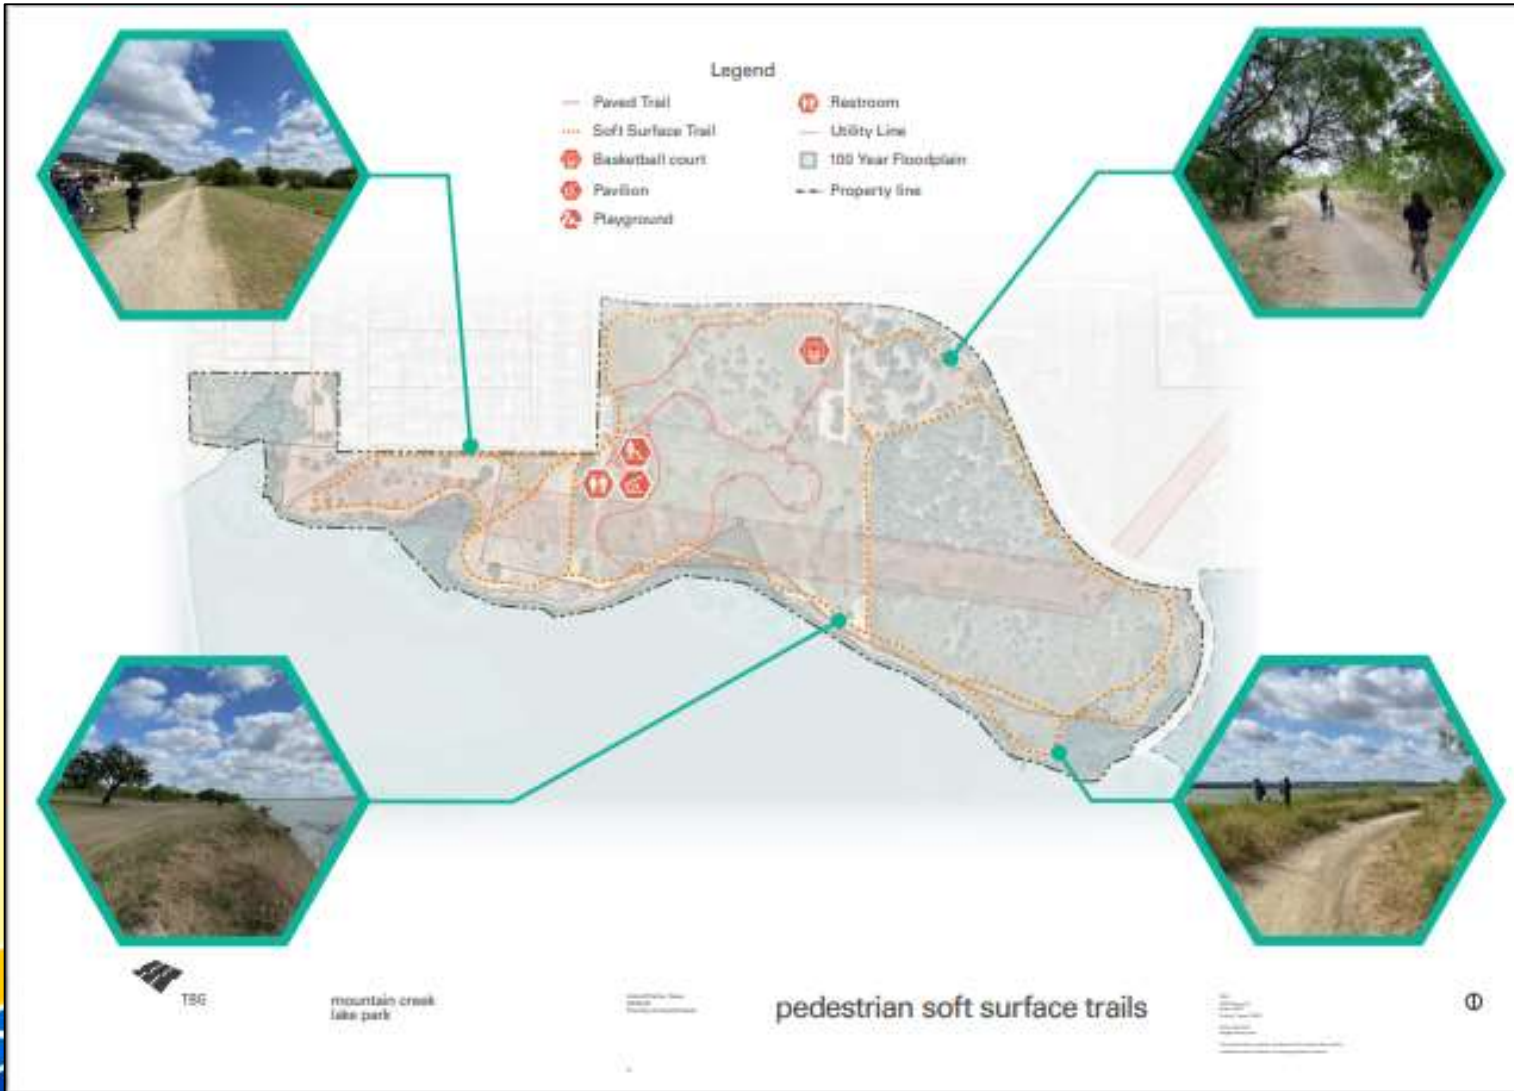 Legend
Paved Trail
Soft Surface Trail
Basketball court
Pavilion
Playground
Restroom
Utility Line
100 Year Floodplain
Property line
TBG
mountain creek
lake park
pedestrian soft surface trails